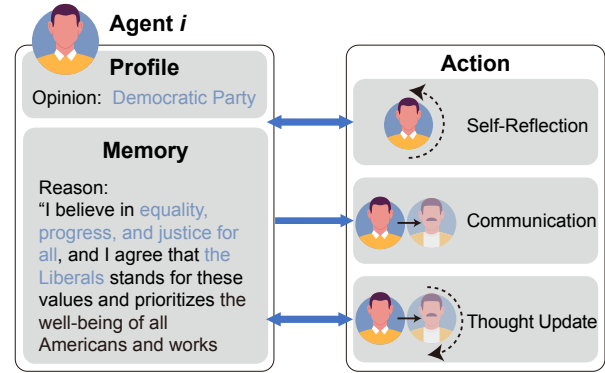 Agent i
Profile
Opinion: Democratic Party
Memory
Reason:
“I believe in equality,
progress, and justice for
all, and I agree that the
Liberals stands for these
values and prioritizes the
well-being of all
Americans and works
Action
Self-Reflection
Communication
Thought Update